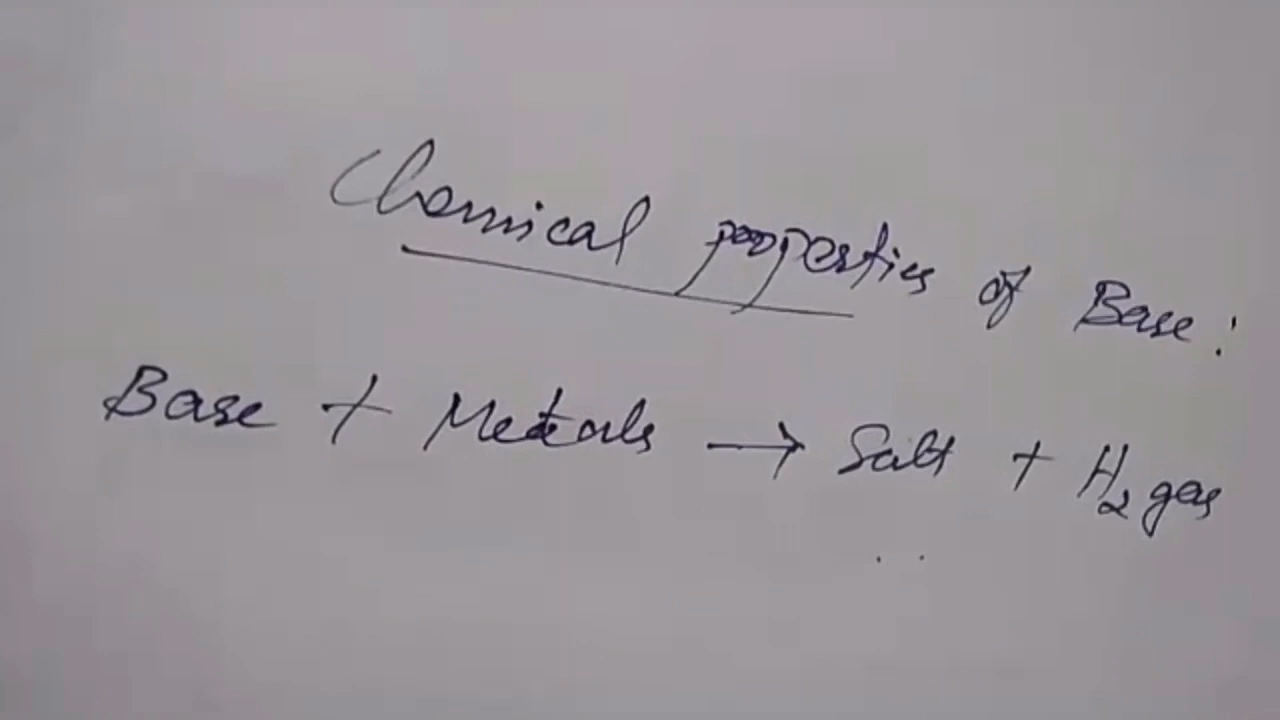 Chemical properties of Base:
Base + Metals → Salt + H₂ gas